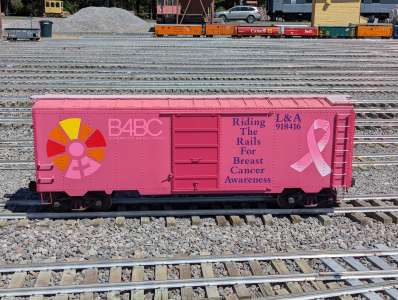 B4BC
Riding
The
Rails
For
Breast
Cancer
Awareness
L&A
918416